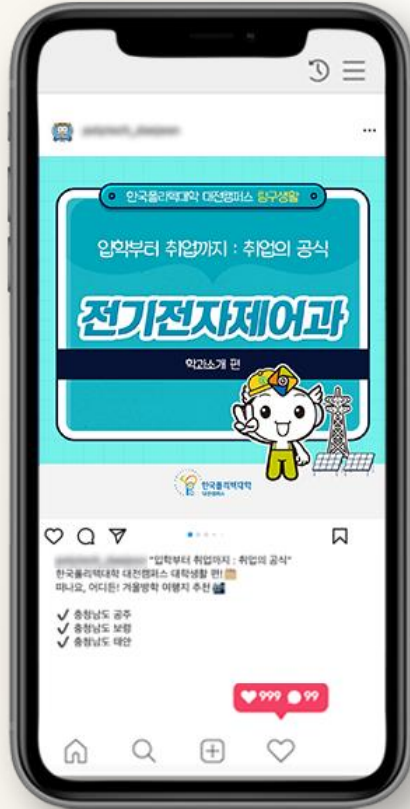 한국폴리텍대학 대전캠퍼스 탐구생활
입학부터 취업까지 : 취업의 공식
전기전자제어과
학과소개 편
한국폴리텍대학
대전캠퍼스
"입학부터 취업까지 : 취업의 공식"
한국폴리텍대학 대전캠퍼스 대학생활 편!
떠나요, 어디든! 겨울방학 여행지 추천
✓ 충청남도 공주
✓ 충청남도 보령
✓ 충청남도 태안
999 99